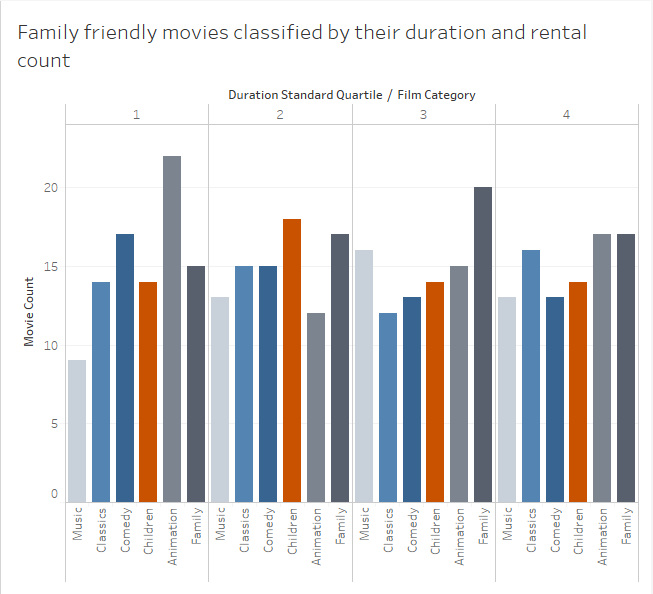 Family friendly movies classified by their duration and rental
count
Duration Standard Quartile / Film Category
1 2 3 4
Movie Count
20
15
10
5
0
Music Classics Comedy Children Animation Family Music Classics Comedy Children Animation Family Music Classics Comedy Children Animation Family Music Classics Comedy Children Animation Family